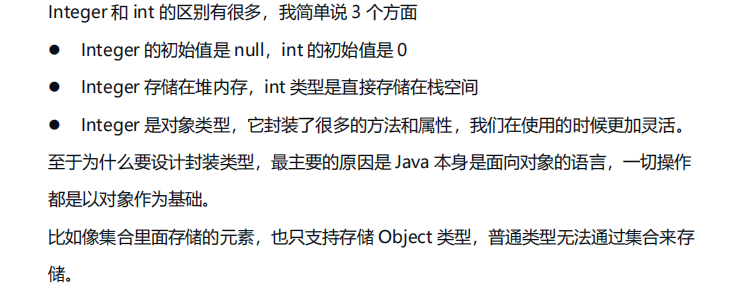 Integer 和 int 的区别有很多，我简单说 3 个方面
● Integer 的初始值是 null，int 的初始值是 0
● Integer 存储在堆内存，int 类型是直接存储在栈空间
● Integer 是对象类型，它封装了很多的方法和属性，我们在使用的时候更加灵活。
至于为什么要设计封装类型，最主要的原因是 Java 本身是面向对象的语言，一切操作
都是以对象作为基础。
比如像集合里面存储的元素，也只支持存储 Object 类型，普通类型无法通过集合来存
储。